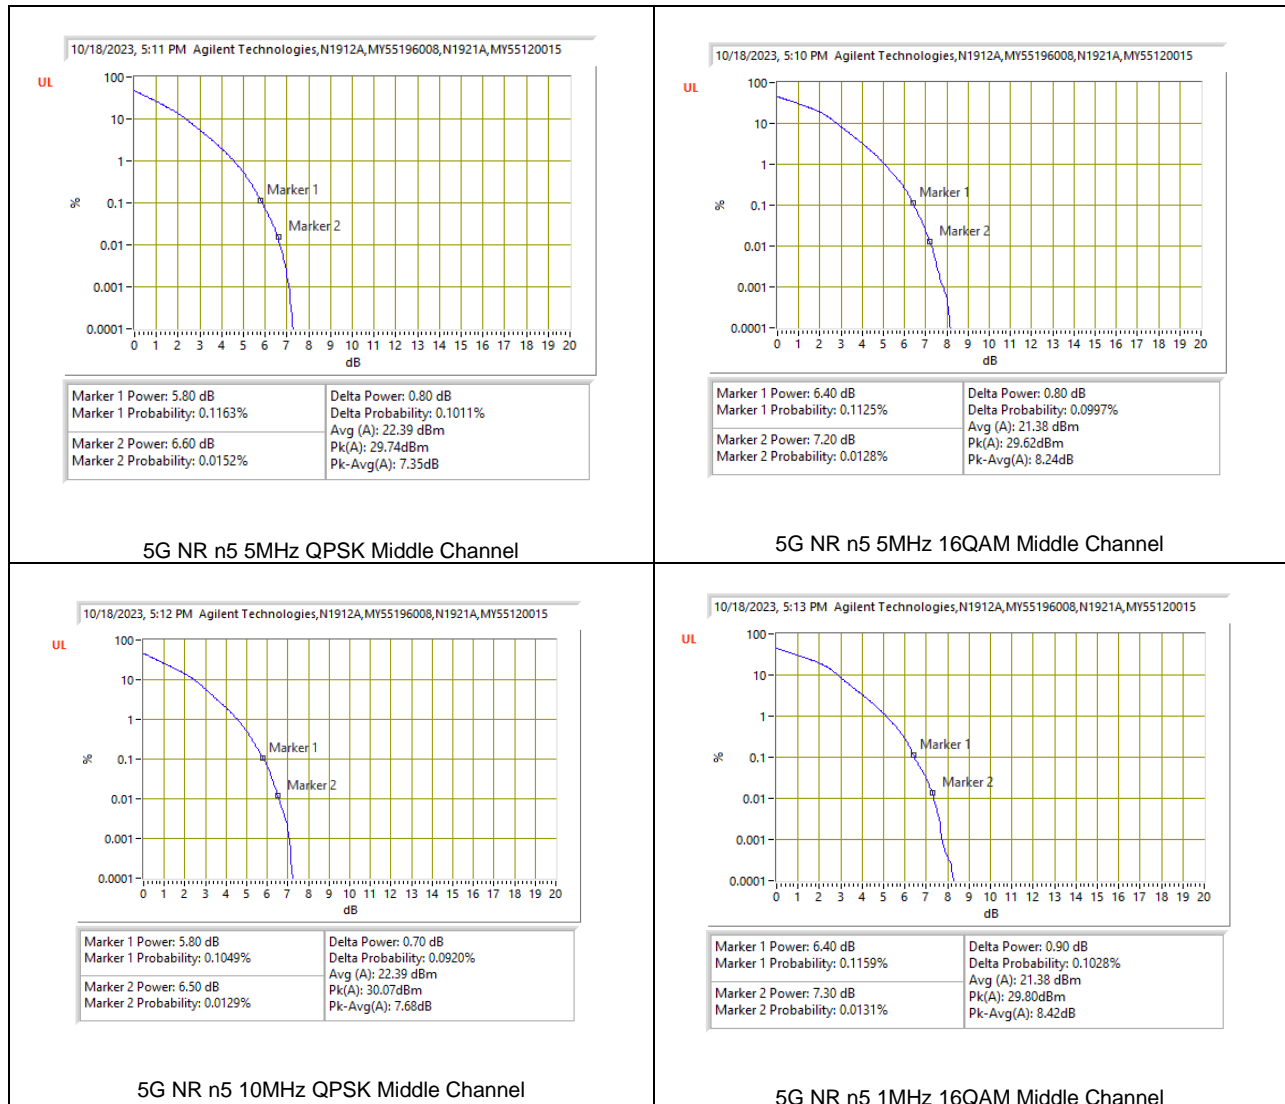 10/18/2023, 5:11 PM Agilent Technologies,N1912A,MY55196008,N1921A,MY55120015
UL
100
10
1
0.1
0.01
0.001
0.0001
%
Marker 1
Marker 2
0 1 2 3 4 5 6 7 8 9 10 11 12 13 14 15 16 17 18 19 20
dB
Marker 1 Power: 5.80 dB
Marker 1 Probability: 0.1163%
Marker 2 Power: 6.60 dB
Marker 2 Probability: 0.0152%
Delta Power: 0.80 dB
Delta Probability: 0.1011%
Avg (A): 22.39 dBm
Pk(A): 29.74dBm
Pk-Avg(A): 7.35dB
5G NR n5 5MHz QPSK Middle Channel
10/18/2023, 5:10 PM Agilent Technologies,N1912A,MY55196008,N1921A,MY55120015
UL
100
10
1
0.1
0.01
0.001
0.0001
%
Marker 1
Marker 2
0 1 2 3 4 5 6 7 8 9 10 11 12 13 14 15 16 17 18 19 20
dB
Marker 1 Power: 6.40 dB
Marker 1 Probability: 0.1125%
Marker 2 Power: 7.20 dB
Marker 2 Probability: 0.0128%
Delta Power: 0.80 dB
Delta Probability: 0.0997%
Avg (A): 21.38 dBm
Pk(A): 29.62dBm
Pk-Avg(A): 8.24dB
5G NR n5 5MHz 16QAM Middle Channel
10/18/2023, 5:12 PM Agilent Technologies,N1912A,MY55196008,N1921A,MY55120015
UL
100
10
1
0.1
0.01
0.001
0.0001
%
Marker 1
Marker 2
0 1 2 3 4 5 6 7 8 9 10 11 12 13 14 15 16 17 18 19 20
dB
Marker 1 Power: 5.80 dB
Marker 1 Probability: 0.1049%
Marker 2 Power: 6.50 dB
Marker 2 Probability: 0.0129%
Delta Power: 0.70 dB
Delta Probability: 0.0920%
Avg (A): 22.39 dBm
Pk(A): 30.07dBm
Pk-Avg(A): 7.68dB
5G NR n5 10MHz QPSK Middle Channel
10/18/2023, 5:13 PM Agilent Technologies,N1912A,MY55196008,N1921A,MY55120015
UL
100
10
1
0.1
0.01
0.001
0.0001
%
Marker 1
Marker 2
0 1 2 3 4 5 6 7 8 9 10 11 12 13 14 15 16 17 18 19 20
dB
Marker 1 Power: 6.40 dB
Marker 1 Probability: 0.1159%
Marker 2 Power: 7.30 dB
Marker 2 Probability: 0.0131%
Delta Power: 0.90 dB
Delta Probability: 0.1028%
Avg (A): 21.38 dBm
Pk(A): 29.80dBm
Pk-Avg(A): 8.42dB
5G NR n5 1MHz 16QAM Middle Channel